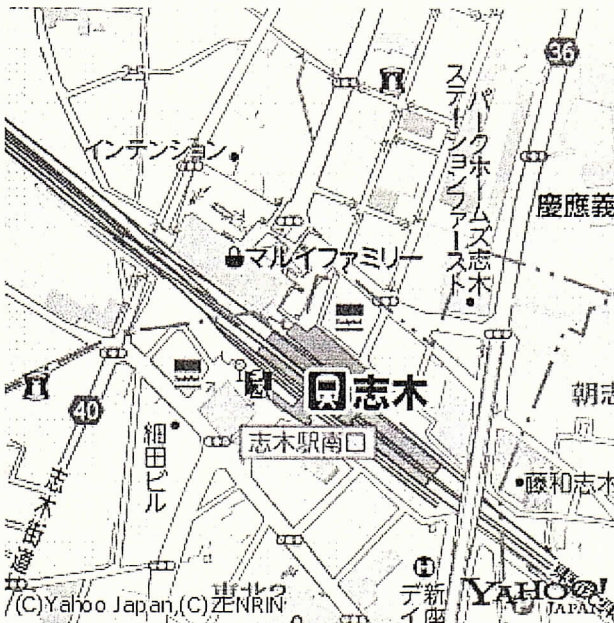 36
インテンション
パークホームズ志木
ステーションファースト
慶應義
マルイファミリー
志木
朝志
40
志木駅南口
細田ビル
藤和志木
志木街道
H
新座
デイ
YAHOO!
JAPAN
(C)Yahoo Japan,(C)ZENRIN